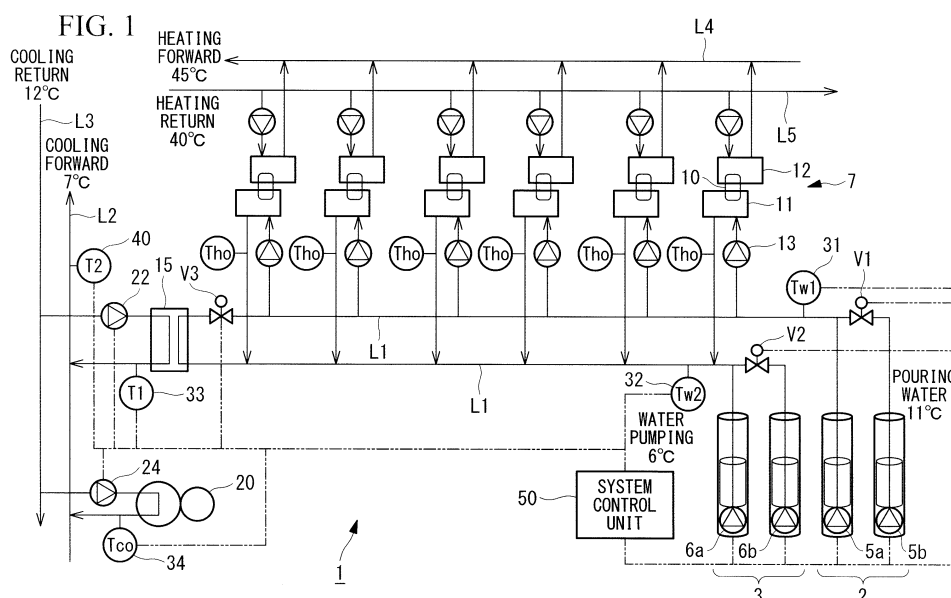 FIG. 1
COOLING
RETURN
12℃
L3
COOLING
FORWARD
7℃
L2
HEATING
FORWARD
45℃
L4
HEATING
RETURN
40℃
L5
10
12
7
11
13
Tho
Tho
Tho
Tho
Tho
Tho
40
T2
22
15
V3
31
Tw1
V1
L1
V2
L1
T1
33
32
Tw2
POURING
WATER
11℃
WATER
PUMPING
6℃
24
20
Tco
34
50
SYSTEM
CONTROL
UNIT
6a
6b
5a
5b
1
3
2